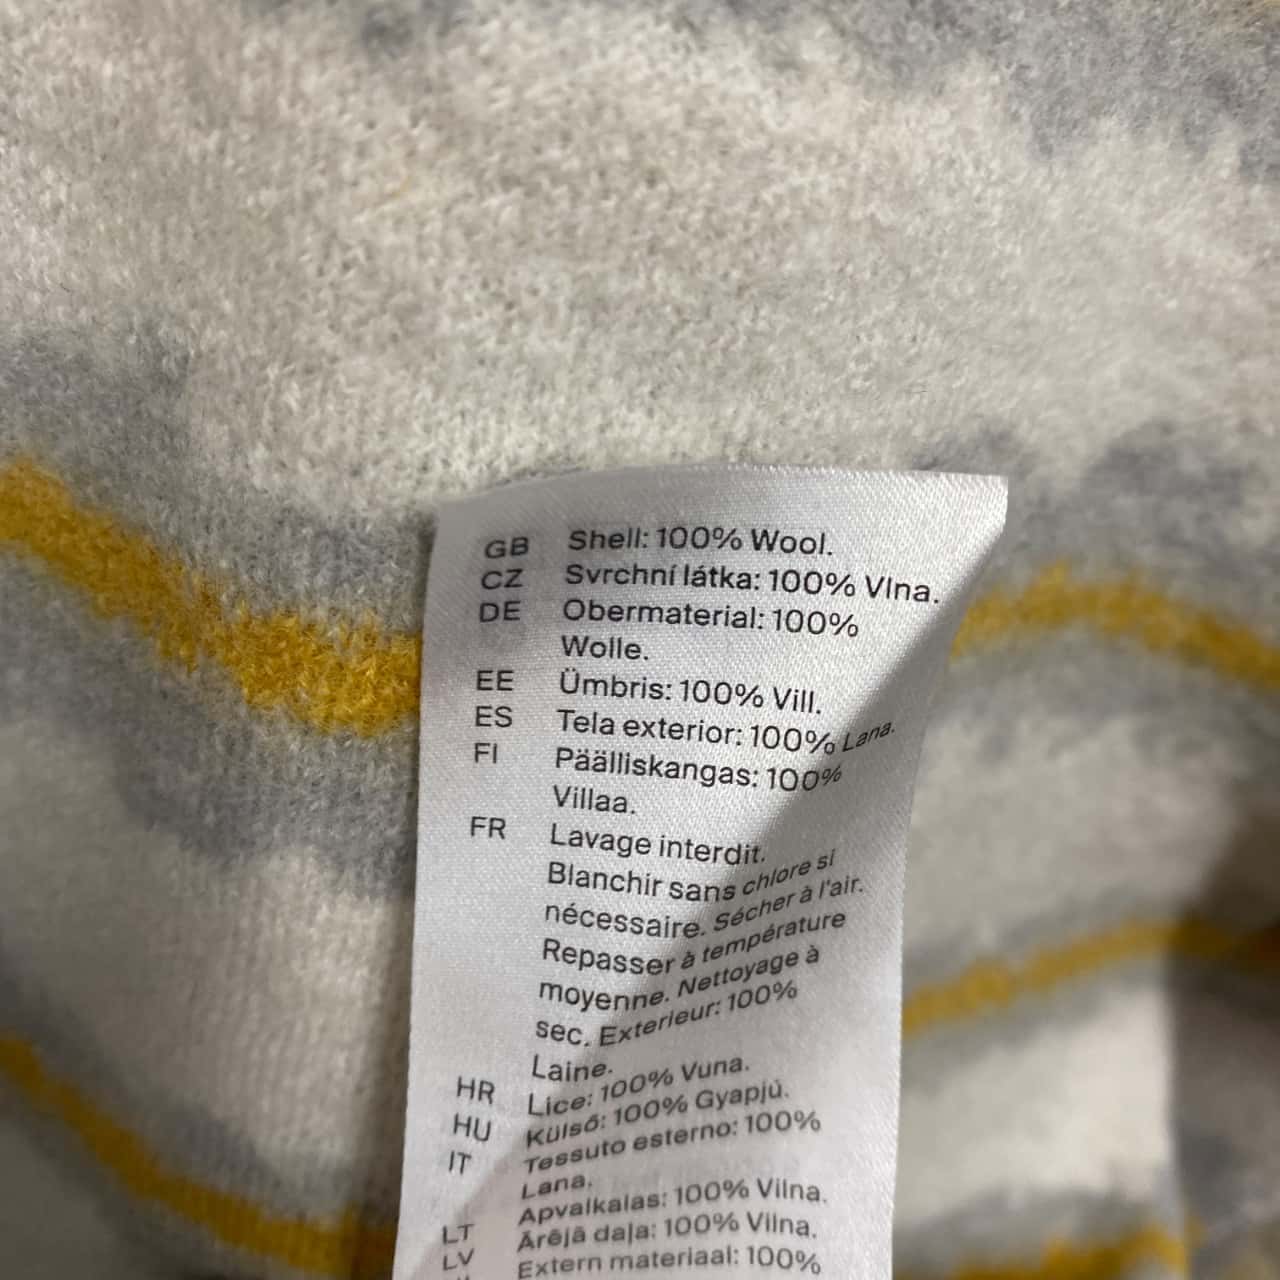 GB Shell: 100% Wool.
CZ Svrchní látka: 100% Vlna.
DE Obermaterial: 100%
Wolle.
EE Ümbris: 100% Vill.
ES Tela exterior: 100% Lana.
FI Päälliskangas: 100%
Villaa.
FR Lavage interdit.
Blanchir sans chlore si
nécessaire. Sécher à l'air.
Repasser à température
moyenne. Nettoyage à
sec. Exterieur: 100%
Laine.
HR Lice: 100% Vuna.
HU Külső: 100% Gyapjú.
IT Tessuto esterno: 100%
Lana.
LT Apvalkalas: 100% Vilna.
LV Ārējā daļa: 100% Vilna.
Extern materiaal: 100%